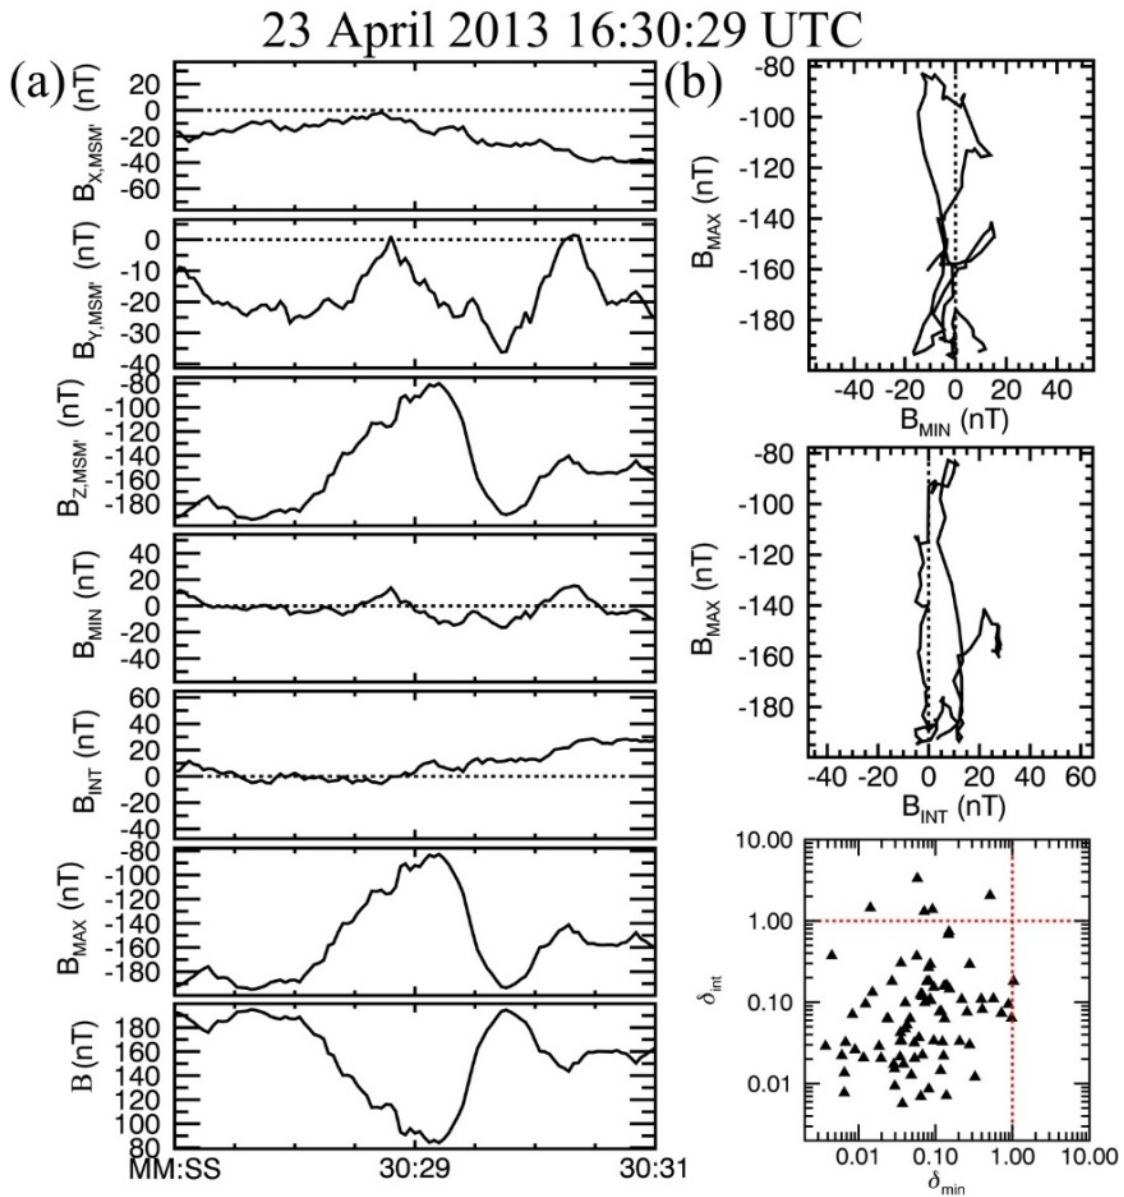 23 April 2013 16:30:29 UTC
(a)
B_X,MSM' (nT)
20
0
-20
-40
-60
B_Y,MSM' (nT)
0
-10
-20
-30
-40
B_Z,MSM' (nT)
-80
-100
-120
-140
-160
-180
B_MIN (nT)
40
20
0
-20
-40
B_INT (nT)
60
40
20
0
-20
-40
B_MAX (nT)
-80
-100
-120
-140
-160
-180
B (nT)
180
160
140
120
100
80
MM:SS 30:29 30:31
(b)
B_MAX (nT)
-80
-100
-120
-140
-160
-180
-40 -20 0 20 40
B_MIN (nT)
B_MAX (nT)
-80
-100
-120
-140
-160
-180
-40 -20 0 20 40 60
B_INT (nT)
δ_int
10.00
1.00
0.10
0.01
0.01 0.10 1.00 10.00
δ_min